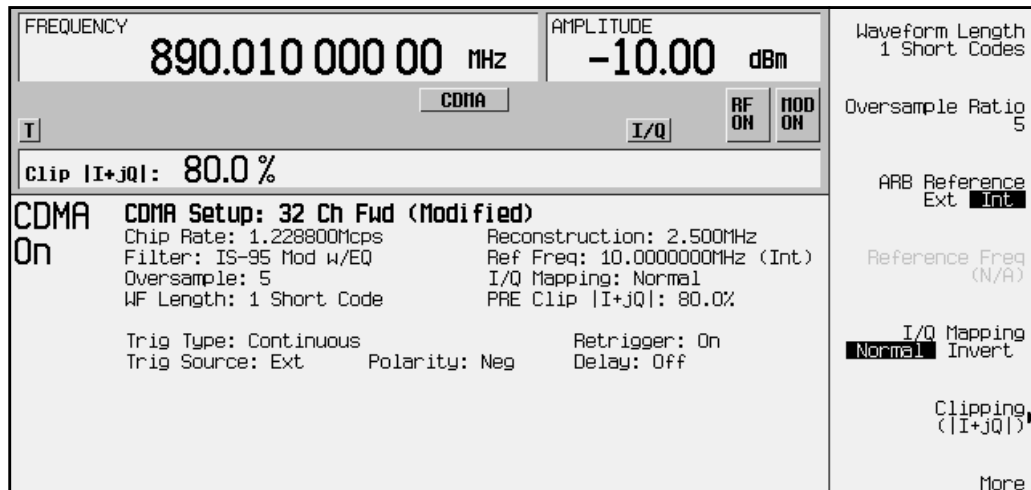 FREQUENCY
890.010 000 00 MHz
AMPLITUDE
-10.00 dBm
CDMA
T
I/Q
RF ON
MOD ON
Clip |I+jQ|: 80.0 %
CDMA On
CDMA Setup: 32 Ch Fwd (Modified)
Chip Rate: 1.228800Mcps Reconstruction: 2.500MHz
Filter: IS-95 Mod w/EQ Ref Freq: 10.0000000MHz (Int)
Oversample: 5 I/Q Mapping: Normal
WF Length: 1 Short Code PRE Clip |I+jQ|: 80.0%
Trig Type: Continuous Retrigger: On
Trig Source: Ext Polarity: Neg Delay: Off
Waveform Length
1 Short Codes
Oversample Ratio
5
ARB Reference
Ext Int
Reference Freq
(N/A)
I/Q Mapping
Normal Invert
Clipping
(|I+jQ|)
More